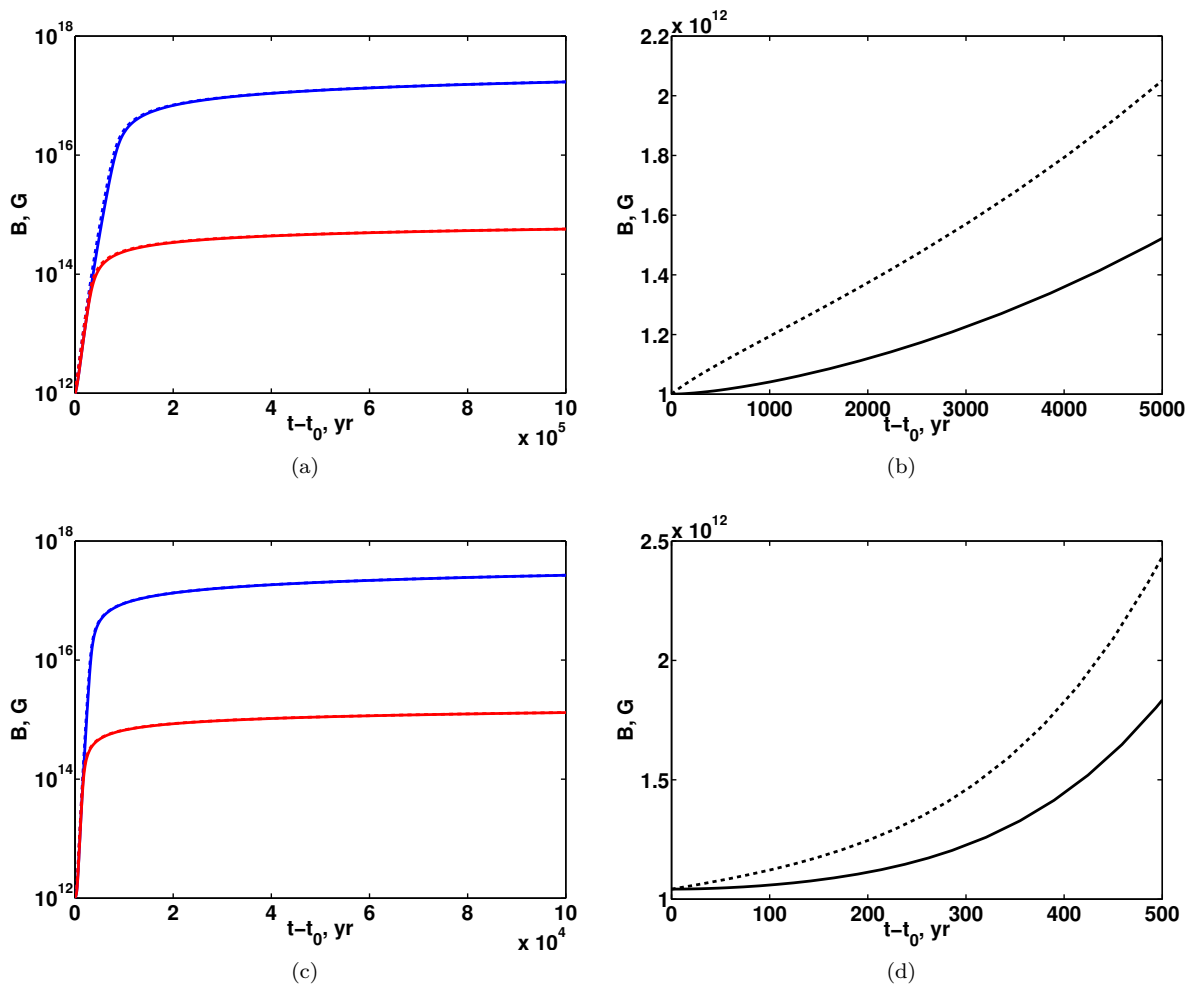 10^18
10^16
10^14
10^12
B, G
0 2 4 6 8 10
t−t_0, yr
x 10^5
(a)
x 10^12
2.2
2
1.8
1.6
1.4
1.2
1
B, G
0 1000 2000 3000 4000 5000
t−t_0, yr
(b)
10^18
10^16
10^14
10^12
B, G
0 2 4 6 8 10
t−t_0, yr
x 10^4
(c)
x 10^12
2.5
2
1.5
1
B, G
0 100 200 300 400 500
t−t_0, yr
(d)